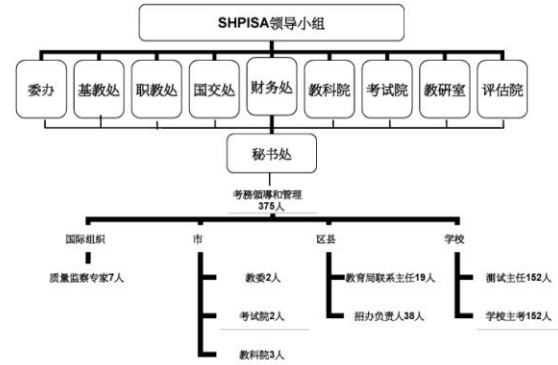 SHPISA领导小组
委办 基教处 职教处 国交处 财务处 教科院 考试院 教研室 评估院
秘书处
考務領導和管理
375人
国际组织 市 区县 学校
质量监察专家7人 教委2人 教育局联系主任19人 测试主任152人
考试院2人 招办负责人38人 学校主考152人
教科院3人